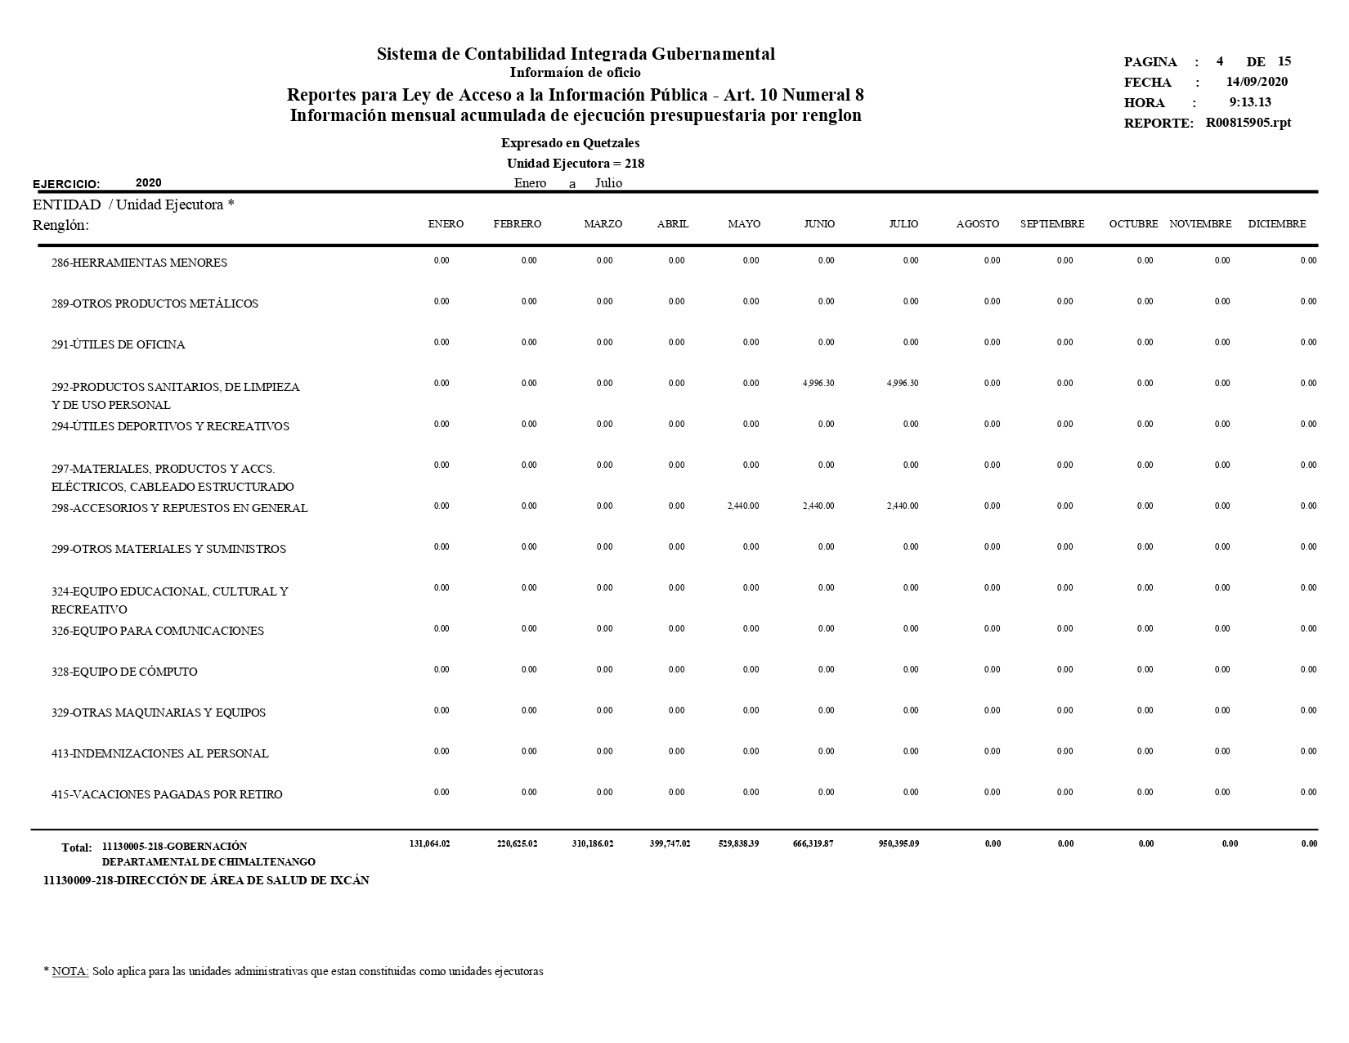 Sistema de Contabilidad Integrada Gubernamental
Informaíon de oficio
Reportes para Ley de Acceso a la Información Pública - Art. 10 Numeral 8
Información mensual acumulada de ejecución presupuestaria por renglon
Expresado en Quetzales
Unidad Ejecutora = 218
PAGINA : 4 DE 15
FECHA : 14/09/2020
HORA : 9:13.13
REPORTE: R00815905.rpt
EJERCICIO: 2020 Enero a Julio
ENTIDAD / Unidad Ejecutora *
Renglón: ENERO FEBRERO MARZO ABRIL MAYO JUNIO JULIO AGOSTO SEPTIEMBRE OCTUBRE NOVIEMBRE DICIEMBRE
286-HERRAMIENTAS MENORES 0.00 0.00 0.00 0.00 0.00 0.00 0.00 0.00 0.00 0.00 0.00 0.00
289-OTROS PRODUCTOS METÁLICOS 0.00 0.00 0.00 0.00 0.00 0.00 0.00 0.00 0.00 0.00 0.00 0.00
291-ÚTILES DE OFICINA 0.00 0.00 0.00 0.00 0.00 0.00 0.00 0.00 0.00 0.00 0.00 0.00
292-PRODUCTOS SANITARIOS, DE LIMPIEZA 0.00 0.00 0.00 0.00 0.00 4,996.30 4,996.30 0.00 0.00 0.00 0.00 0.00
Y DE USO PERSONAL
294-ÚTILES DEPORTIVOS Y RECREATIVOS 0.00 0.00 0.00 0.00 0.00 0.00 0.00 0.00 0.00 0.00 0.00 0.00
297-MATERIALES, PRODUCTOS Y ACCS. 0.00 0.00 0.00 0.00 0.00 0.00 0.00 0.00 0.00 0.00 0.00 0.00
ELÉCTRICOS, CABLEADO ESTRUCTURADO
298-ACCESORIOS Y REPUESTOS EN GENERAL 0.00 0.00 0.00 0.00 2,440.00 2,440.00 2,440.00 0.00 0.00 0.00 0.00 0.00
299-OTROS MATERIALES Y SUMINISTROS 0.00 0.00 0.00 0.00 0.00 0.00 0.00 0.00 0.00 0.00 0.00 0.00
324-EQUIPO EDUCACIONAL, CULTURAL Y 0.00 0.00 0.00 0.00 0.00 0.00 0.00 0.00 0.00 0.00 0.00 0.00
RECREATIVO
326-EQUIPO PARA COMUNICACIONES 0.00 0.00 0.00 0.00 0.00 0.00 0.00 0.00 0.00 0.00 0.00 0.00
328-EQUIPO DE CÓMPUTO 0.00 0.00 0.00 0.00 0.00 0.00 0.00 0.00 0.00 0.00 0.00 0.00
329-OTRAS MAQUINARIAS Y EQUIPOS 0.00 0.00 0.00 0.00 0.00 0.00 0.00 0.00 0.00 0.00 0.00 0.00
413-INDEMNIZACIONES AL PERSONAL 0.00 0.00 0.00 0.00 0.00 0.00 0.00 0.00 0.00 0.00 0.00 0.00
415-VACACIONES PAGADAS POR RETIRO 0.00 0.00 0.00 0.00 0.00 0.00 0.00 0.00 0.00 0.00 0.00 0.00
Total: 11130005-218-GOBERNACIÓN 131,064.02 220,625.02 310,186.02 399,747.02 529,838.39 666,319.87 950,395.09 0.00 0.00 0.00 0.00 0.00
DEPARTAMENTAL DE CHIMALTENANGO
11130009-218-DIRECCIÓN DE ÁREA DE SALUD DE IXCÁN
* NOTA: Solo aplica para las unidades administrativas que estan constituidas como unidades ejecutoras